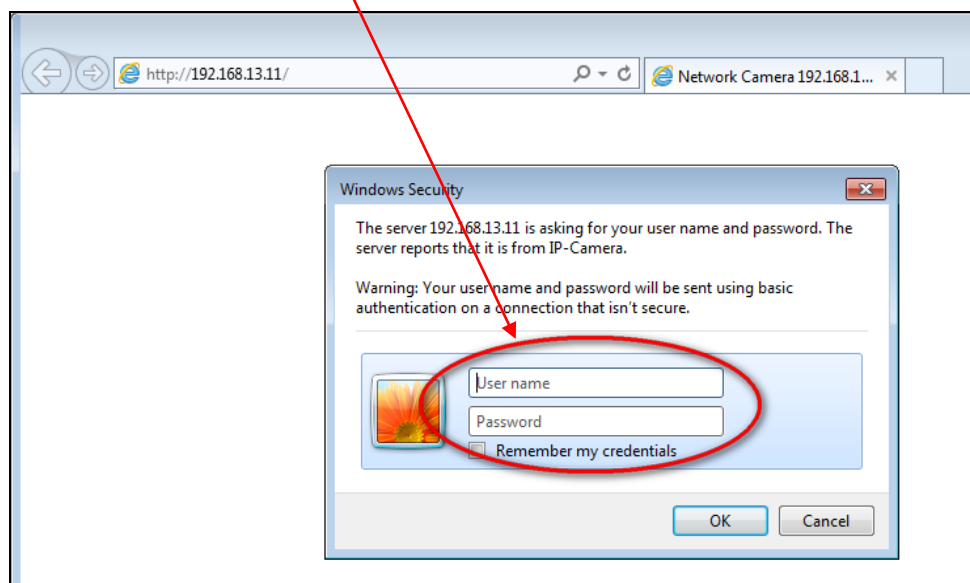 http://192.168.13.11/
Network Camera 192.168.1...
Windows Security
The server 192.168.13.11 is asking for your user name and password. The
server reports that it is from IP-Camera.
Warning: Your user name and password will be sent using basic
authentication on a connection that isn't secure.
User name
Password
Remember my credentials
OK
Cancel